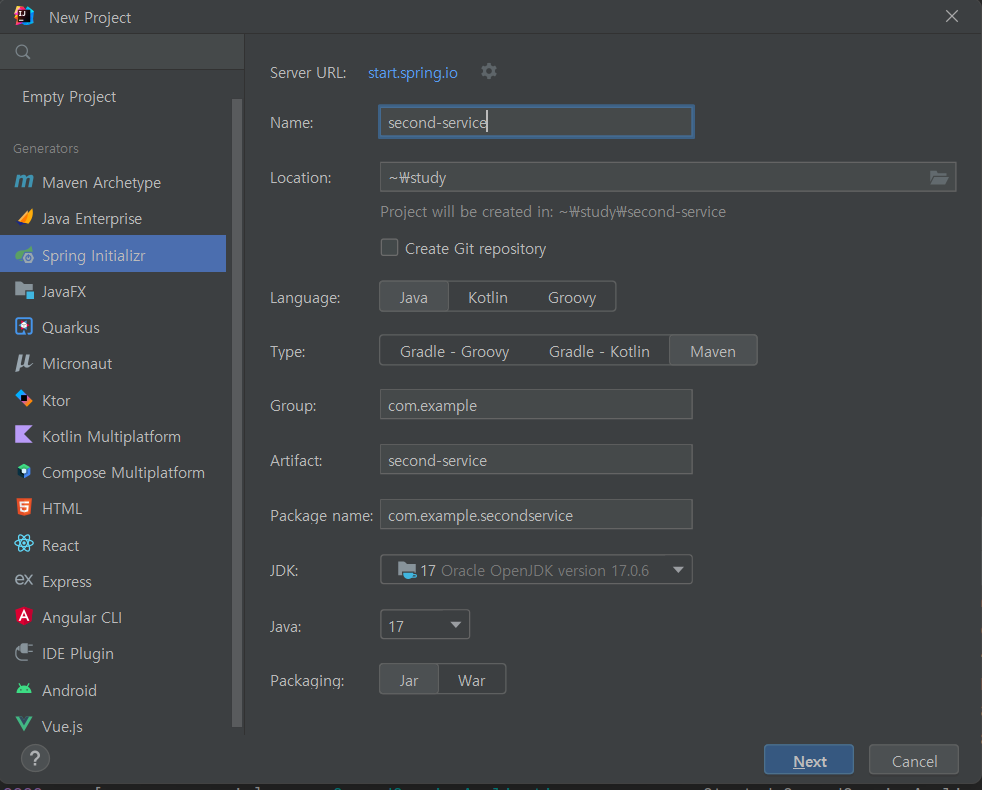 New Project
Empty Project
Generators
Maven Archetype
Java Enterprise
Spring Initializr
JavaFX
Quarkus
Micronaut
Ktor
Kotlin Multiplatform
Compose Multiplatform
HTML
React
Express
Angular CLI
IDE Plugin
Android
Vue.js
?
Server URL: start.spring.io
Name: second-service
Location: ~₩study
Project will be created in: ~₩study₩second-service
Create Git repository
Language: Java Kotlin Groovy
Type: Gradle - Groovy Gradle - Kotlin Maven
Group: com.example
Artifact: second-service
Package name: com.example.secondservice
JDK: 17 Oracle OpenJDK version 17.0.6
Java: 17
Packaging: Jar War
Next Cancel